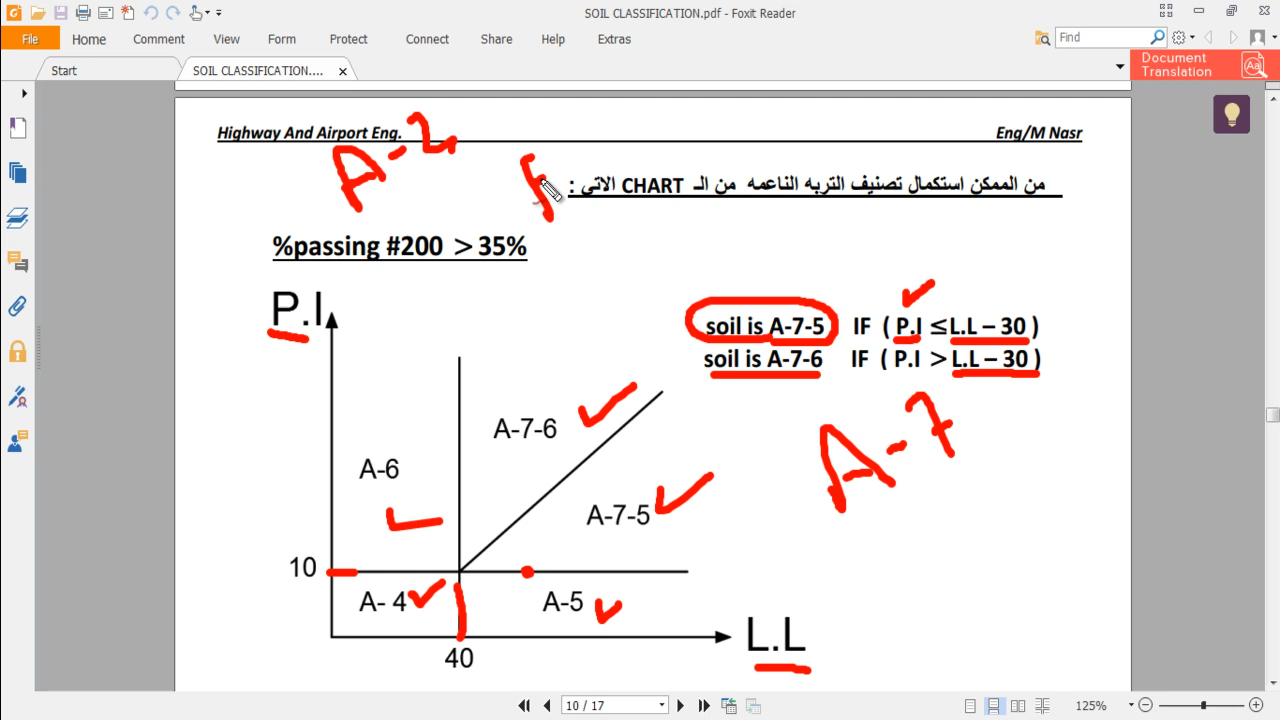 SOIL CLASSIFICATION.pdf - Foxit Reader
File Home Comment View Form Protect Connect Share Help Extras Find
Start SOIL CLASSIFICATION.... Document Translation
Highway And Airport Eng. Eng/M Nasr
A-2
من الممكن استكمال تصنيف التربه الناعمه من الـ CHART الاتي :
%passing #200 > 35%
P.I
soil is A-7-5 IF ( P.I ≤ L.L – 30 )
soil is A-7-6 IF ( P.I > L.L – 30 )
A-7-6
A-7
A-6
A-7-5
10
A- 4 A-5
L.L
40
10 / 17 125%